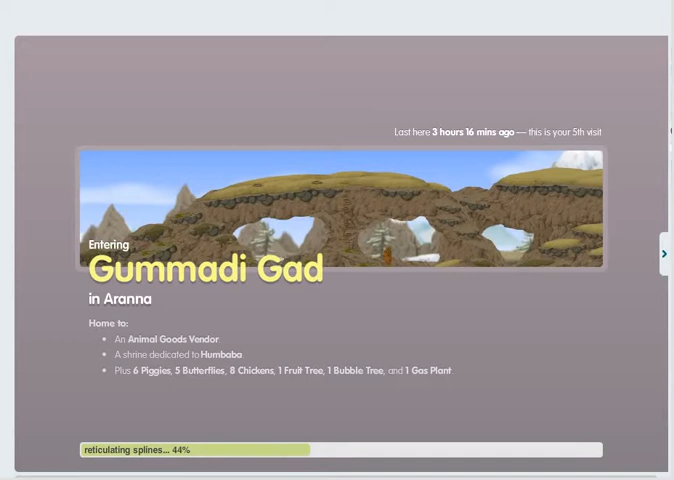 Last here 3 hours 16 mins ago — this is your 5th visit
Entering
Gummadi Gad
in Aranna
Home to:
• An Animal Goods Vendor.
• A shrine dedicated to Humbaba.
• Plus 6 Piggies, 5 Butterflies, 8 Chickens, 1 Fruit Tree, 1 Bubble Tree, and 1 Gas Plant.
reticulating splines... 44%